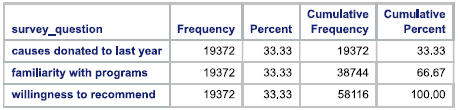 survey_question Frequency Percent Cumulative Frequency Cumulative Percent
causes donated to last year 19372 33.33 19372 33.33
familiarity with programs 19372 33.33 38744 66.67
willingness to recommend 19372 33.33 58116 100.00